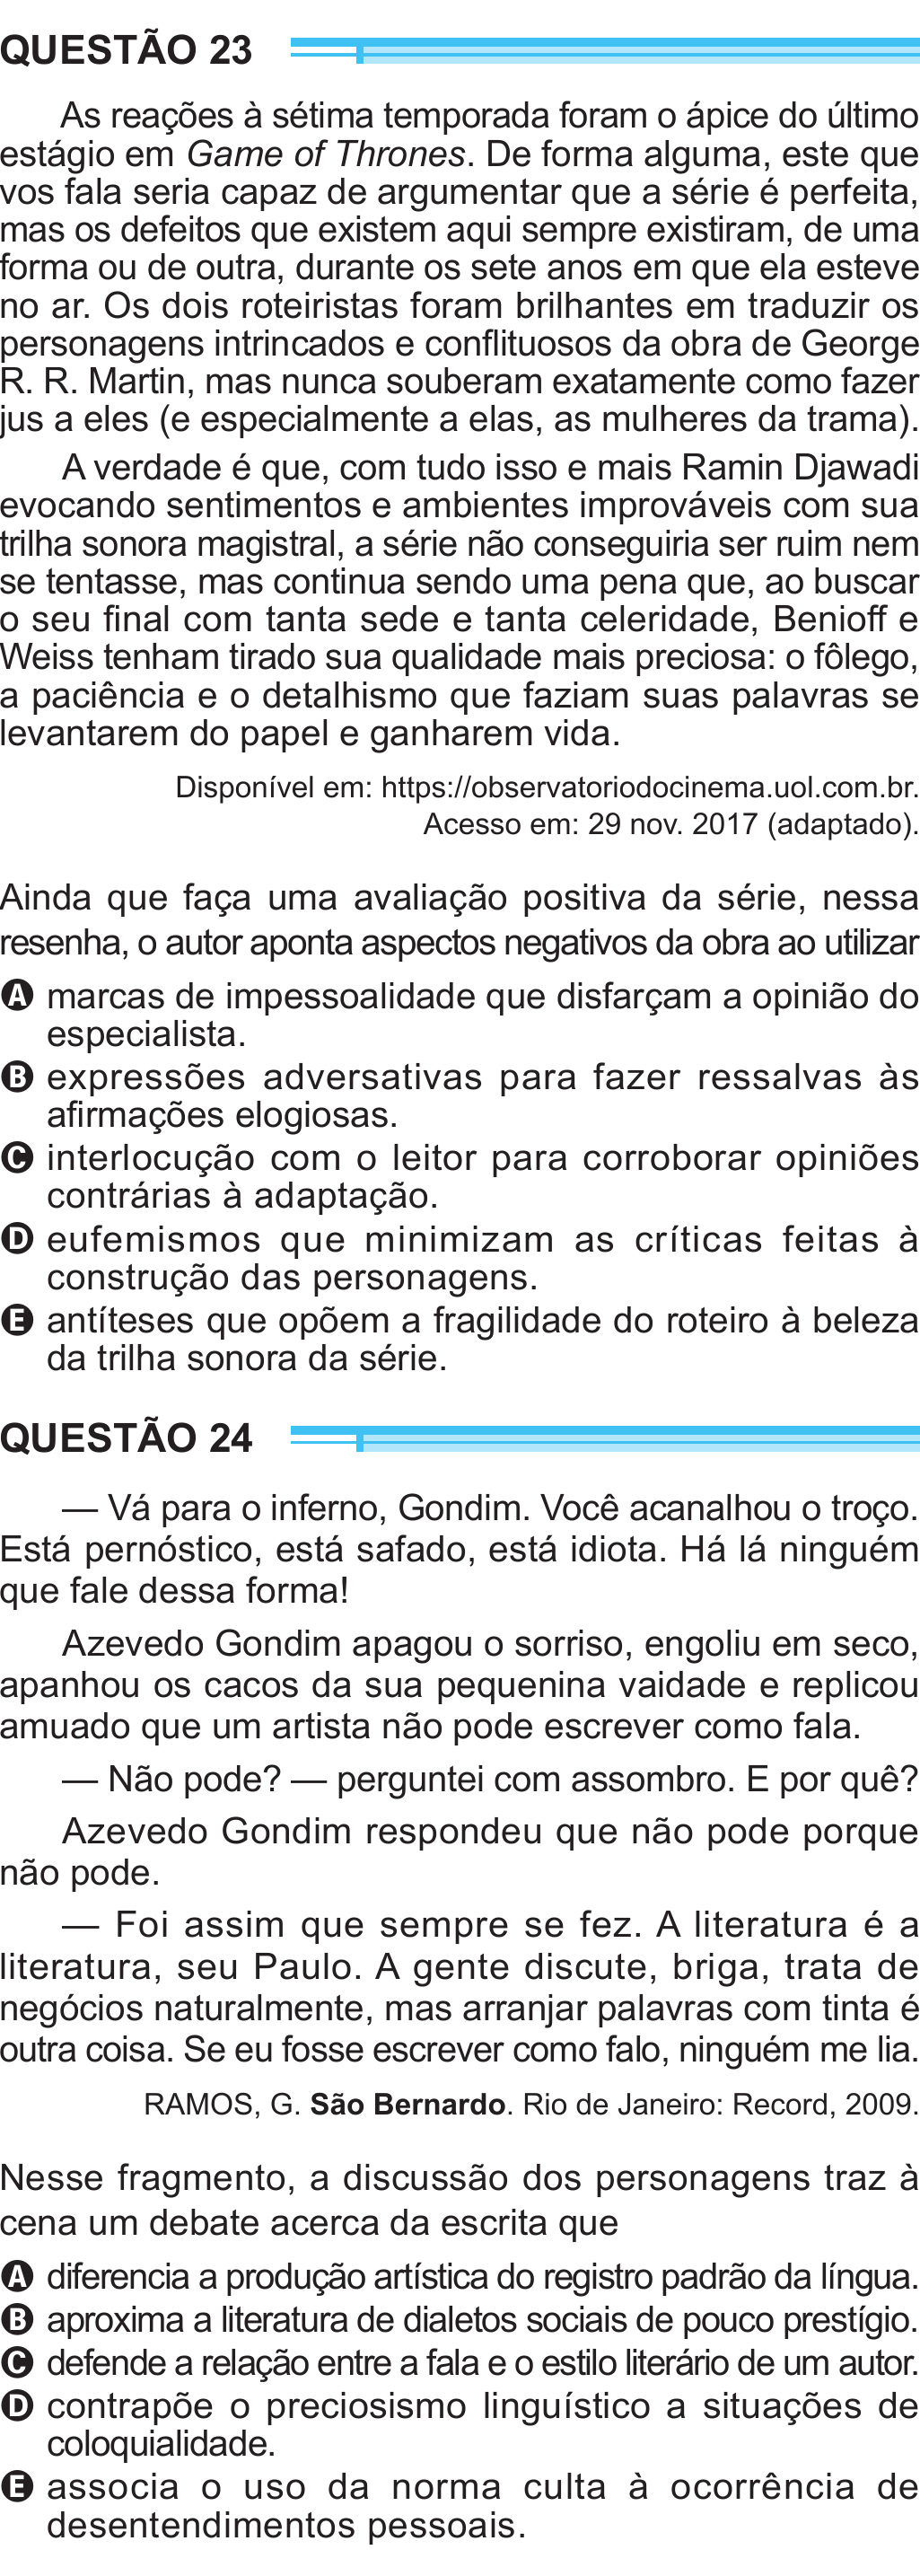 QUESTÃO 23
As reações à sétima temporada foram o ápice do último
estágio em Game of Thrones. De forma alguma, este que
vos fala seria capaz de argumentar que a série é perfeita,
mas os defeitos que existem aqui sempre existiram, de uma
forma ou de outra, durante os sete anos em que ela esteve
no ar. Os dois roteiristas foram brilhantes em traduzir os
personagens intrincados e conflituosos da obra de George
R. R. Martin, mas nunca souberam exatamente como fazer
jus a eles (e especialmente a elas, as mulheres da trama).
A verdade é que, com tudo isso e mais Ramin Djawadi
evocando sentimentos e ambientes improváveis com sua
trilha sonora magistral, a série não conseguiria ser ruim nem
se tentasse, mas continua sendo uma pena que, ao buscar
o seu final com tanta sede e tanta celeridade, Benioff e
Weiss tenham tirado sua qualidade mais preciosa: o fôlego,
a paciência e o detalhismo que faziam suas palavras se
levantarem do papel e ganharem vida.
Disponível em: https://observatoriodocinema.uol.com.br.
Acesso em: 29 nov. 2017 (adaptado).
Ainda que faça uma avaliação positiva da série, nessa
resenha, o autor aponta aspectos negativos da obra ao utilizar
A marcas de impessoalidade que disfarçam a opinião do
especialista.
B expressões adversativas para fazer ressalvas às
afirmações elogiosas.
C interlocução com o leitor para corroborar opiniões
contrárias à adaptação.
D eufemismos que minimizam as críticas feitas à
construção das personagens.
E antíteses que opõem a fragilidade do roteiro à beleza
da trilha sonora da série.
QUESTÃO 24
— Vá para o inferno, Gondim. Você acanalhou o troço.
Está pernóstico, está safado, está idiota. Há lá ninguém
que fale dessa forma!
Azevedo Gondim apagou o sorriso, engoliu em seco,
apanhou os cacos da sua pequenina vaidade e replicou
amuado que um artista não pode escrever como fala.
— Não pode? — perguntei com assombro. E por quê?
Azevedo Gondim respondeu que não pode porque
não pode.
— Foi assim que sempre se fez. A literatura é a
literatura, seu Paulo. A gente discute, briga, trata de
negócios naturalmente, mas arranjar palavras com tinta é
outra coisa. Se eu fosse escrever como falo, ninguém me lia.
RAMOS, G. São Bernardo. Rio de Janeiro: Record, 2009.
Nesse fragmento, a discussão dos personagens traz à
cena um debate acerca da escrita que
A diferencia a produção artística do registro padrão da língua.
B aproxima a literatura de dialetos sociais de pouco prestígio.
C defende a relação entre a fala e o estilo literário de um autor.
D contrapõe o preciosismo linguístico a situações de
coloquialidade.
E associa o uso da norma culta à ocorrência de
desentendimentos pessoais.